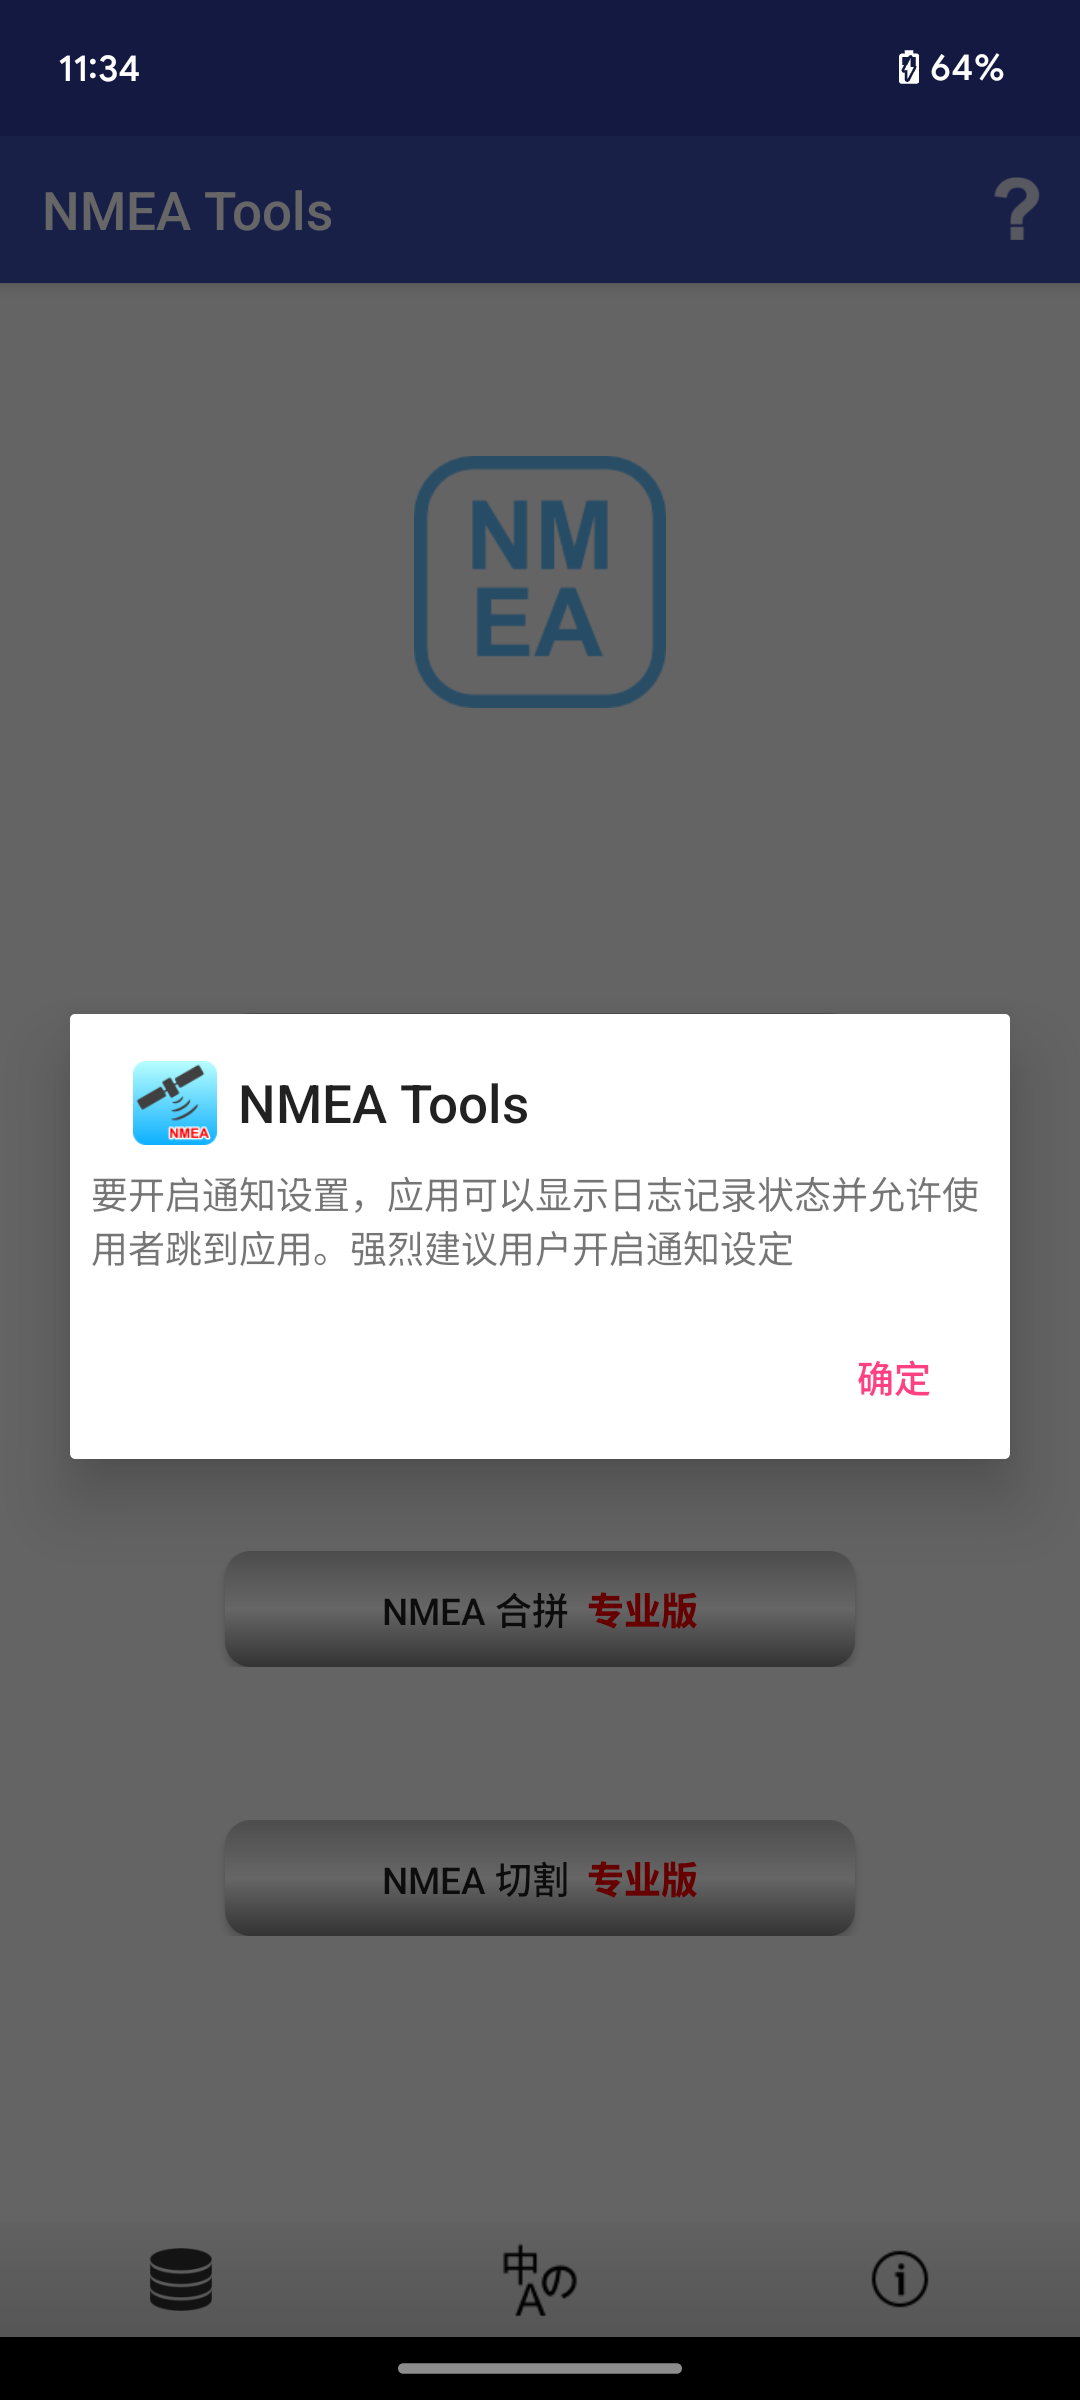 11:34
64%
NMEA Tools
?
NM
EA
NMEA
NMEA Tools
要开启通知设置，应用可以显示日志记录状态并允许使
用者跳到应用。强烈建议用户开启通知设定
确定
NMEA 合拼 专业版
NMEA 切割 专业版
中
Aの